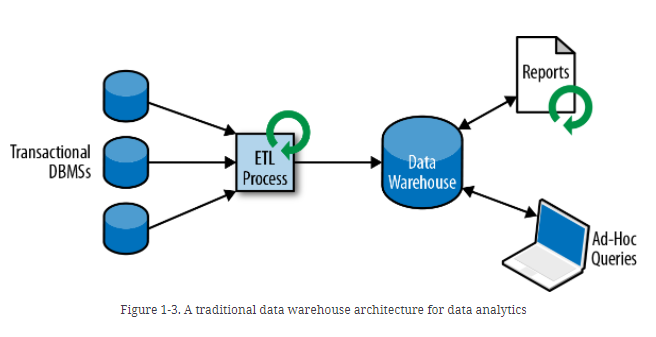 Reports
Transactional
DBMSs
ETL
Process
Data
Warehouse
Ad-Hoc
Queries
Figure 1-3. A traditional data warehouse architecture for data analytics